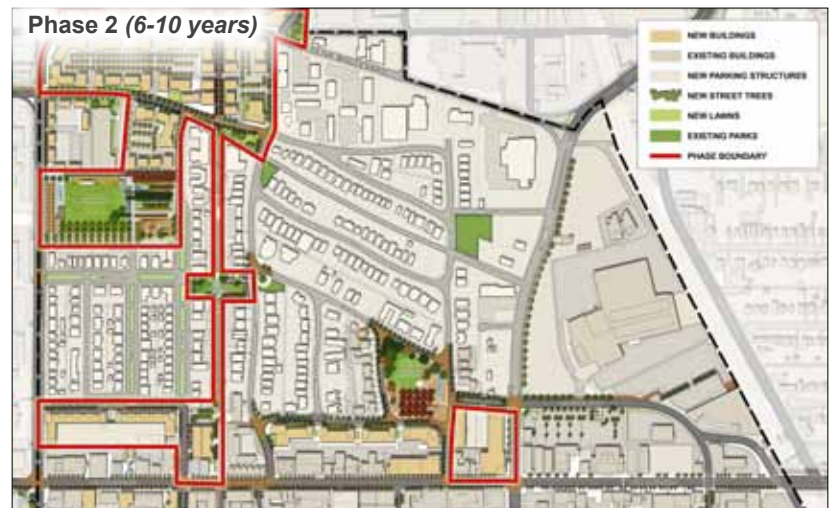 Phase 2 (6-10 years)
NEW BUILDINGS
EXISTING BUILDINGS
NEW PARKING STRUCTURES
NEW STREET TREES
NEW LAWNS
EXISTING PARKS
PHASE BOUNDARY